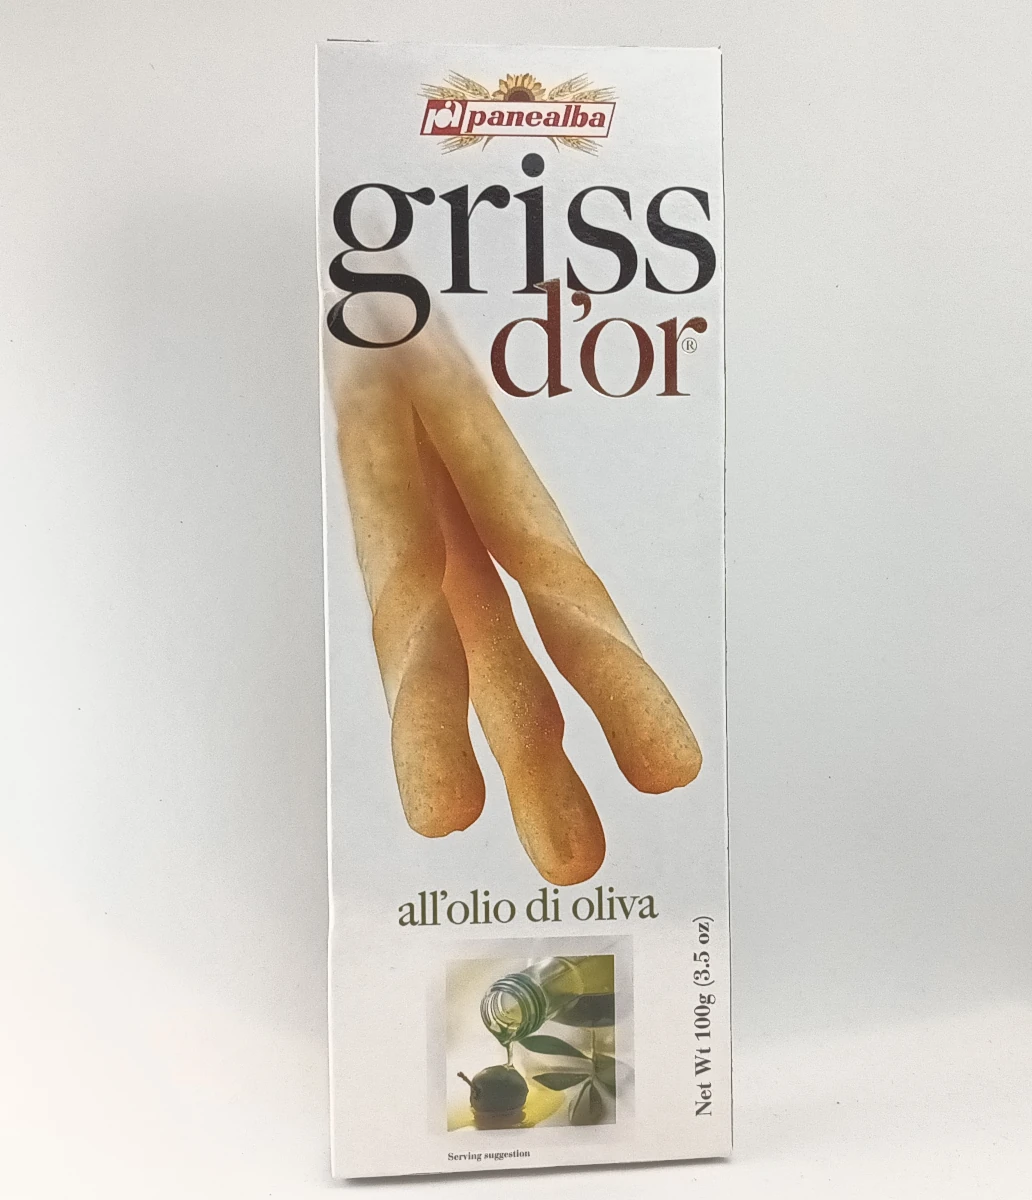 panealba
griss
d'or®
all'olio di oliva
Net Wt 100g (3.5 oz)
Serving suggestion